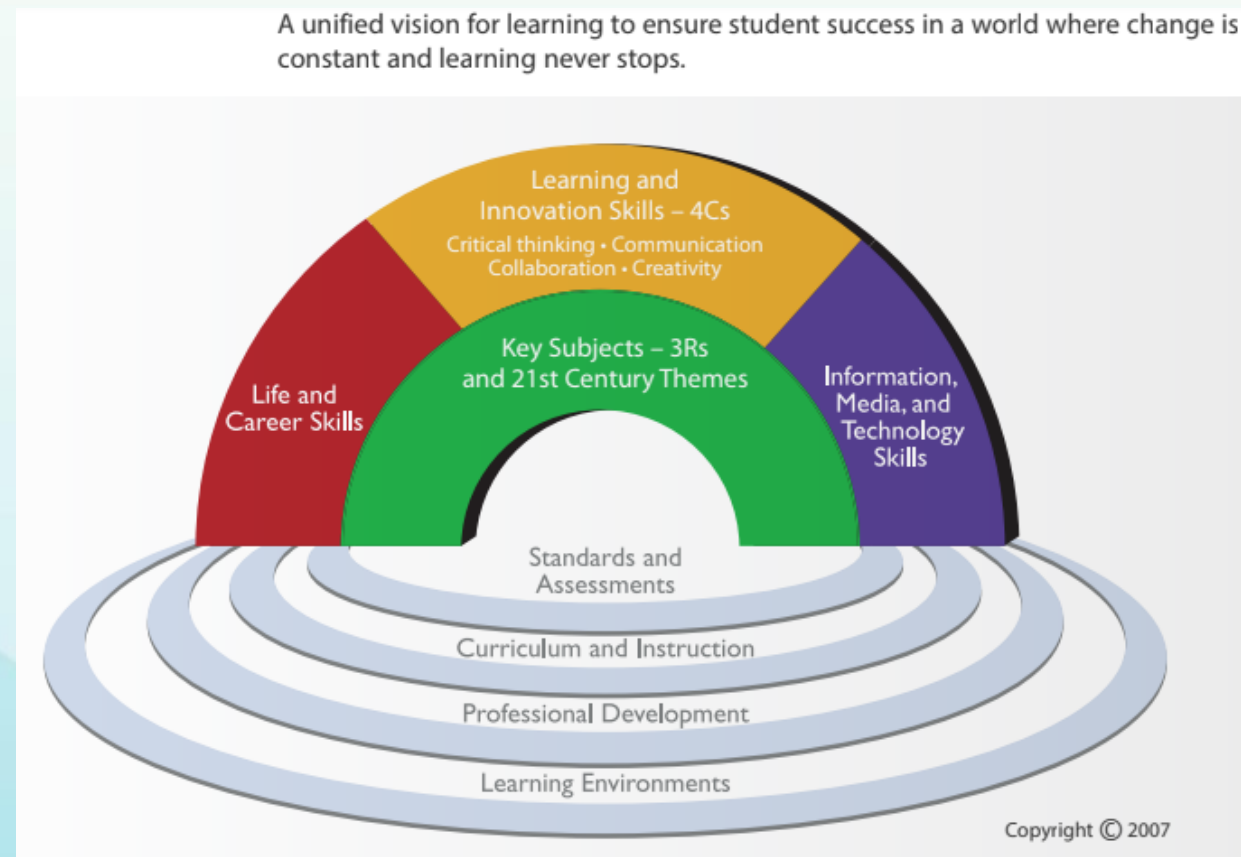 A unified vision for learning to ensure student success in a world where change is
constant and learning never stops.
Learning and
Innovation Skills – 4Cs
Critical thinking • Communication
Collaboration • Creativity
Key Subjects – 3Rs
and 21st Century Themes
Life and
Career Skills
Information,
Media, and
Technology
Skills
Standards and
Assessments
Curriculum and Instruction
Professional Development
Learning Environments
Copyright © 2007